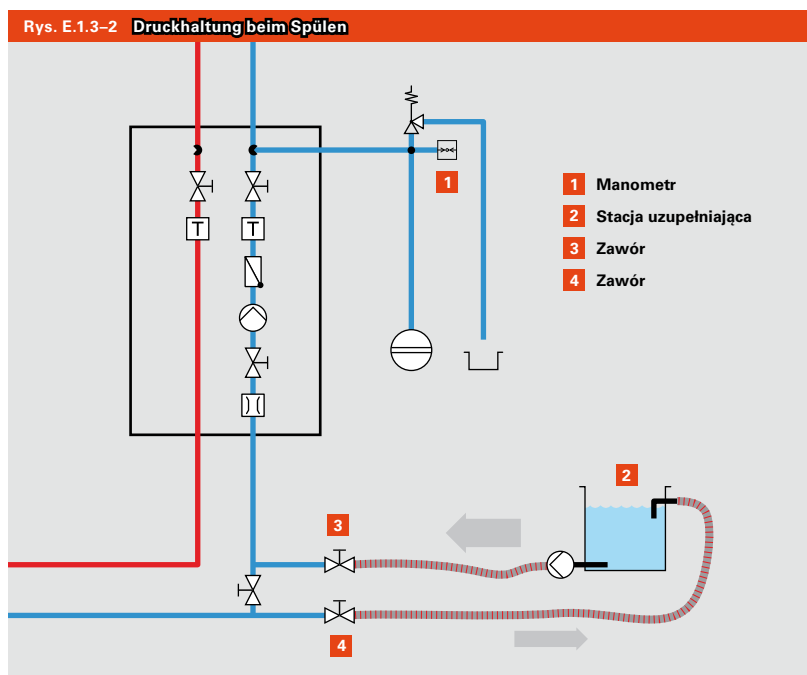 Rys. E.1.3–2 Druckhaltung beim Spülen
1
1 Manometr
2 Stacja uzupełniająca
3 Zawór
4 Zawór
T
T
2
3
4